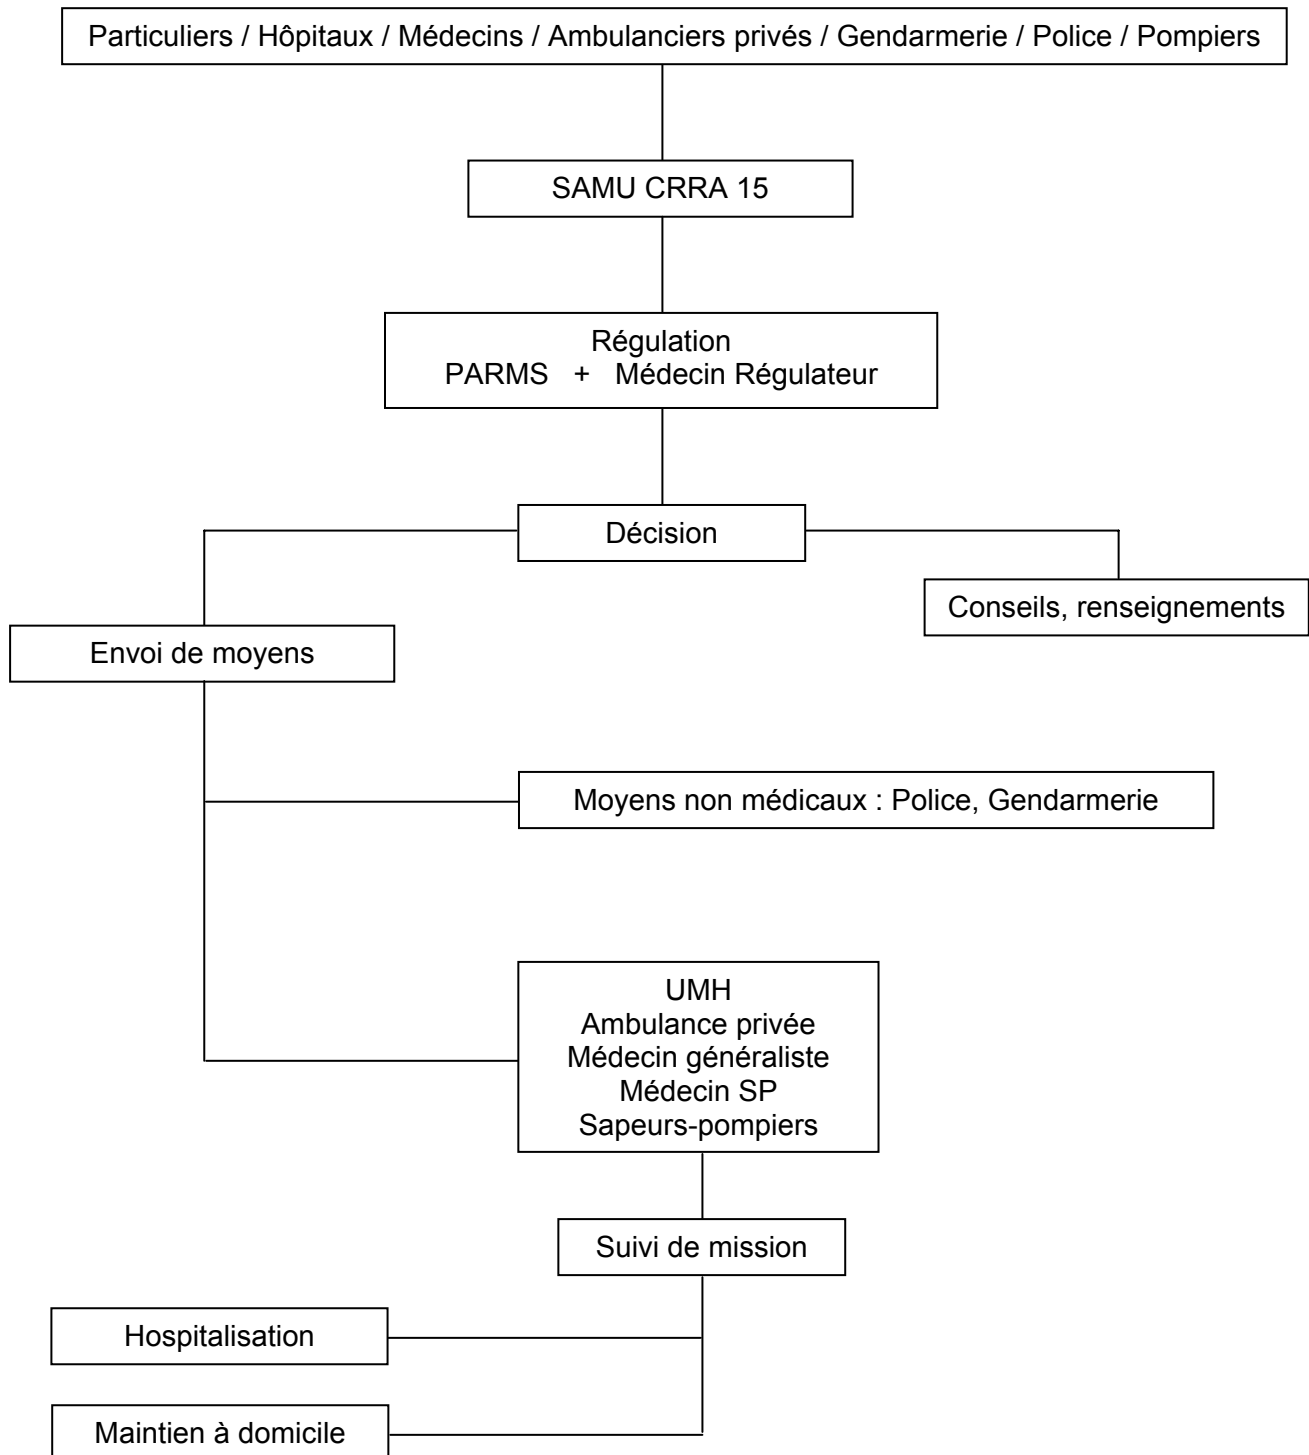 Particuliers / Hôpitaux / Médecins / Ambulanciers privés / Gendarmerie / Police / Pompiers
SAMU CRRA 15
Régulation
PARMS + Médecin Régulateur
Décision
Conseils, renseignements
Envoi de moyens
Moyens non médicaux : Police, Gendarmerie
UMH
Ambulance privée
Médecin généraliste
Médecin SP
Sapeurs-pompiers
Suivi de mission
Hospitalisation
Maintien à domicile